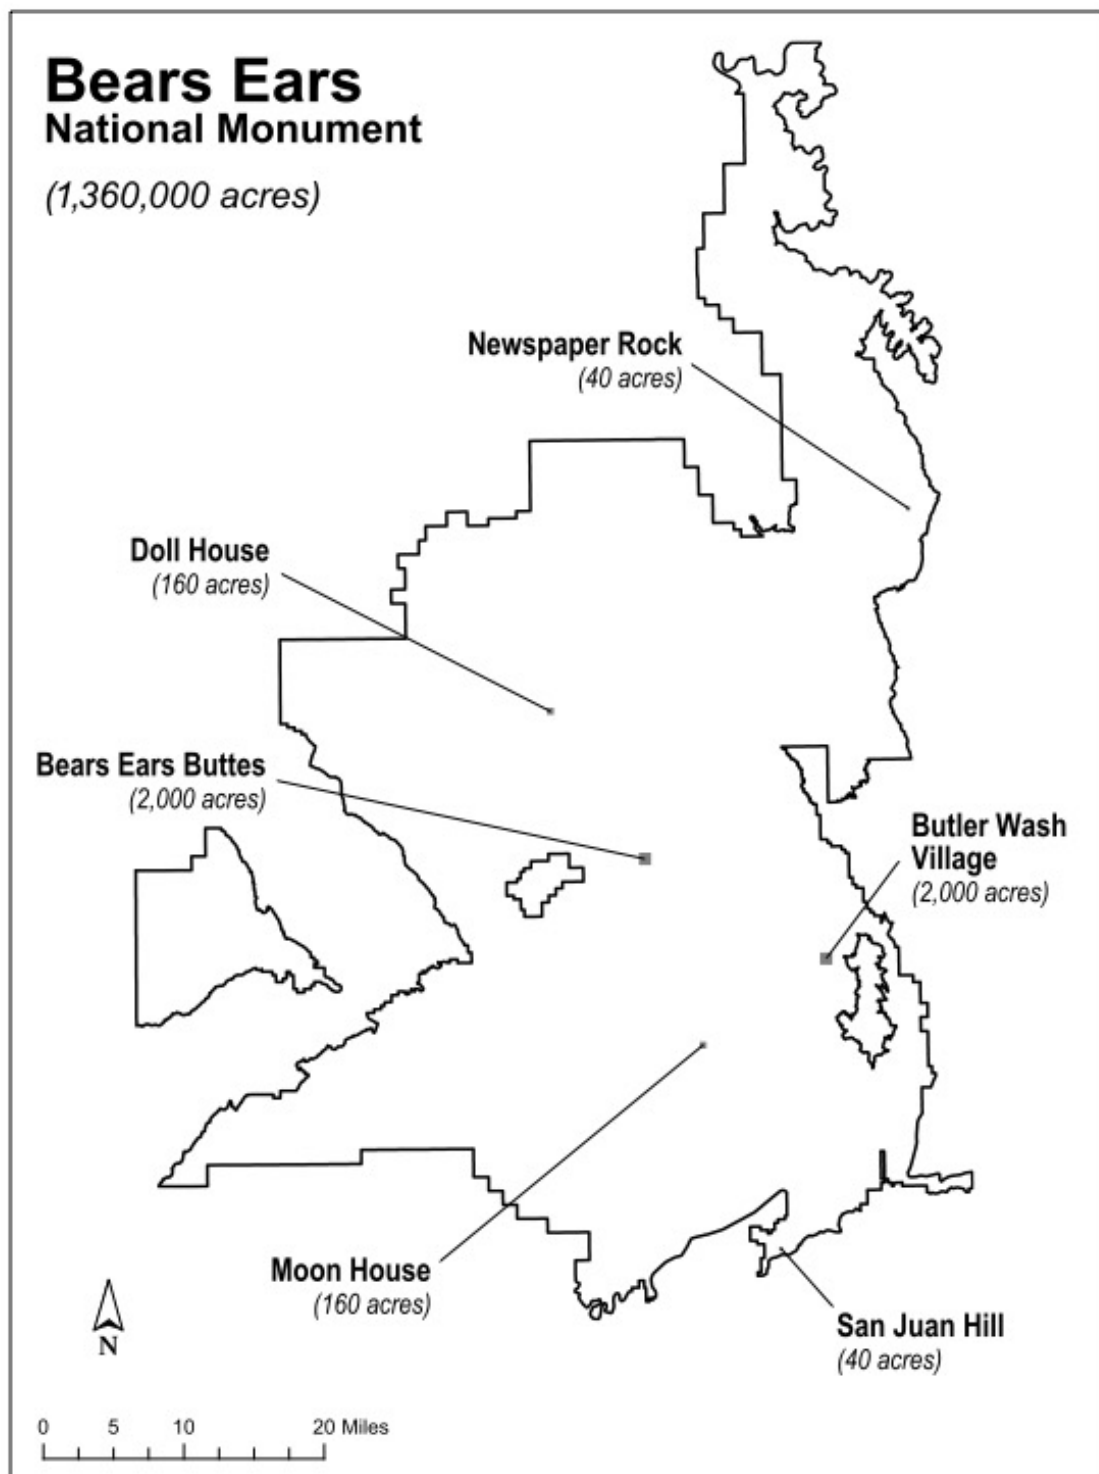 Bears Ears
National Monument
(1,360,000 acres)
Newspaper Rock
(40 acres)
Doll House
(160 acres)
Bears Ears Buttes
(2,000 acres)
Butler Wash
Village
(2,000 acres)
Moon House
(160 acres)
San Juan Hill
(40 acres)
N
0 5 10 20 Miles